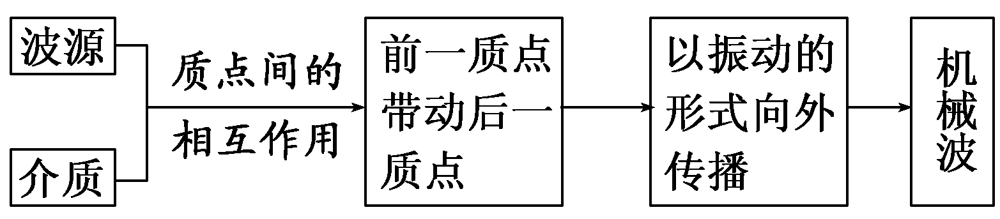 波源
介质
质点间的
相互作用
前一质点
带动后一
质点
以振动的
形式向外
传播
机械波